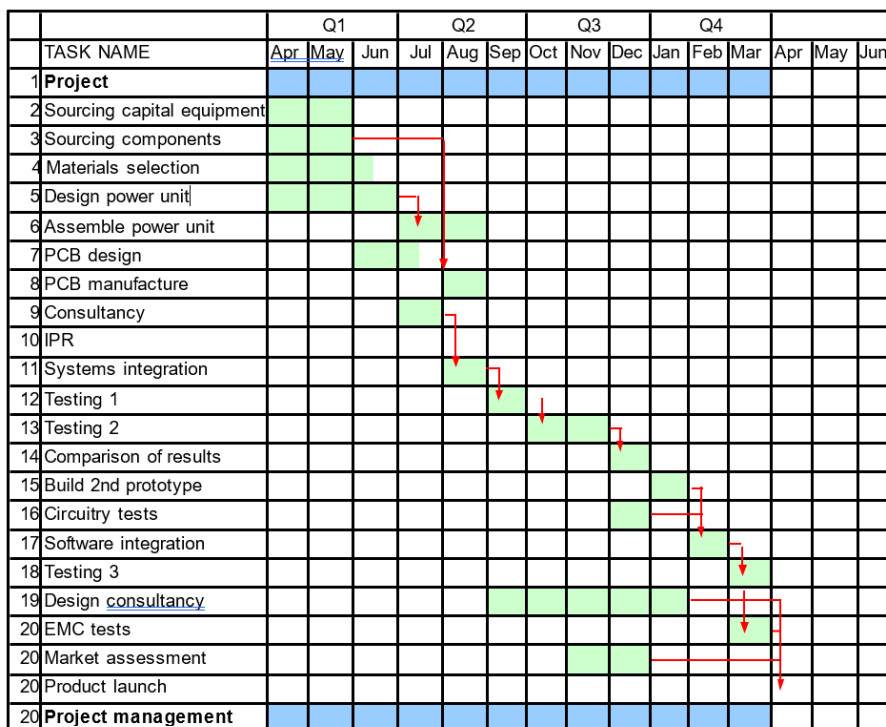 Q1 Q2 Q3 Q4
TASK NAME Apr May Jun Jul Aug Sep Oct Nov Dec Jan Feb Mar Apr May Jun
1 Project
2 Sourcing capital equipment
3 Sourcing components
4 Materials selection
5 Design power unit
6 Assemble power unit
7 PCB design
8 PCB manufacture
9 Consultancy
10 IPR
11 Systems integration
12 Testing 1
13 Testing 2
14 Comparison of results
15 Build 2nd prototype
16 Circuitry tests
17 Software integration
18 Testing 3
19 Design consultancy
20 EMC tests
20 Market assessment
20 Product launch
20 Project management